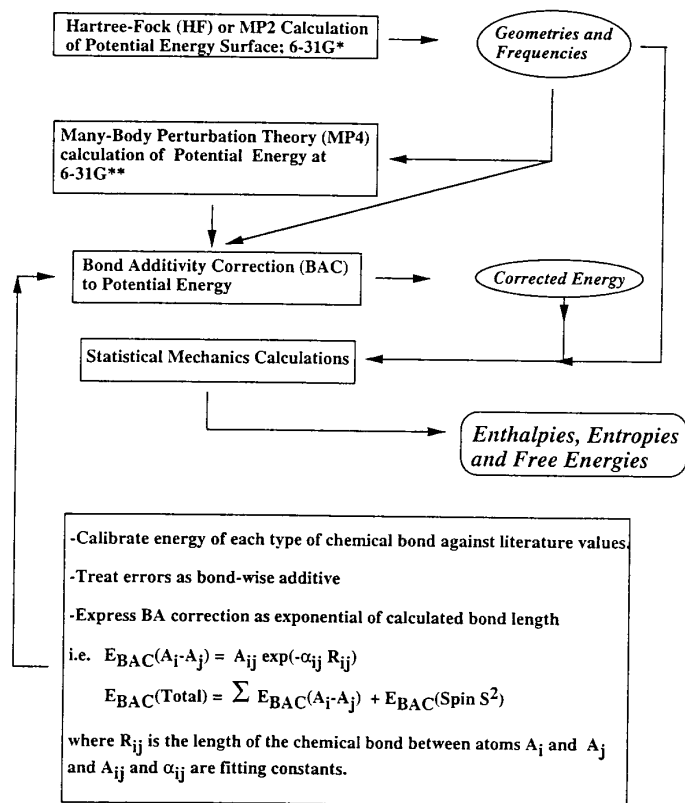 Hartree-Fock (HF) or MP2 Calculation
of Potential Energy Surface; 6-31G*
Geometries and
Frequencies
Many-Body Perturbation Theory (MP4)
calculation of Potential Energy at
6-31G**
Bond Additivity Correction (BAC)
to Potential Energy
Corrected Energy
Statistical Mechanics Calculations
Enthalpies, Entropies
and Free Energies
-Calibrate energy of each type of chemical bond against literature values.
-Treat errors as bond-wise additive
-Express BA correction as exponential of calculated bond length
i.e. E_BAC(A_i-A_j) = A_ij exp(-α_ij R_ij)
E_BAC(Total) = Σ E_BAC(A_i-A_j) + E_BAC(Spin S²)
where R_ij is the length of the chemical bond between atoms A_i and A_j
and A_ij and α_ij are fitting constants.